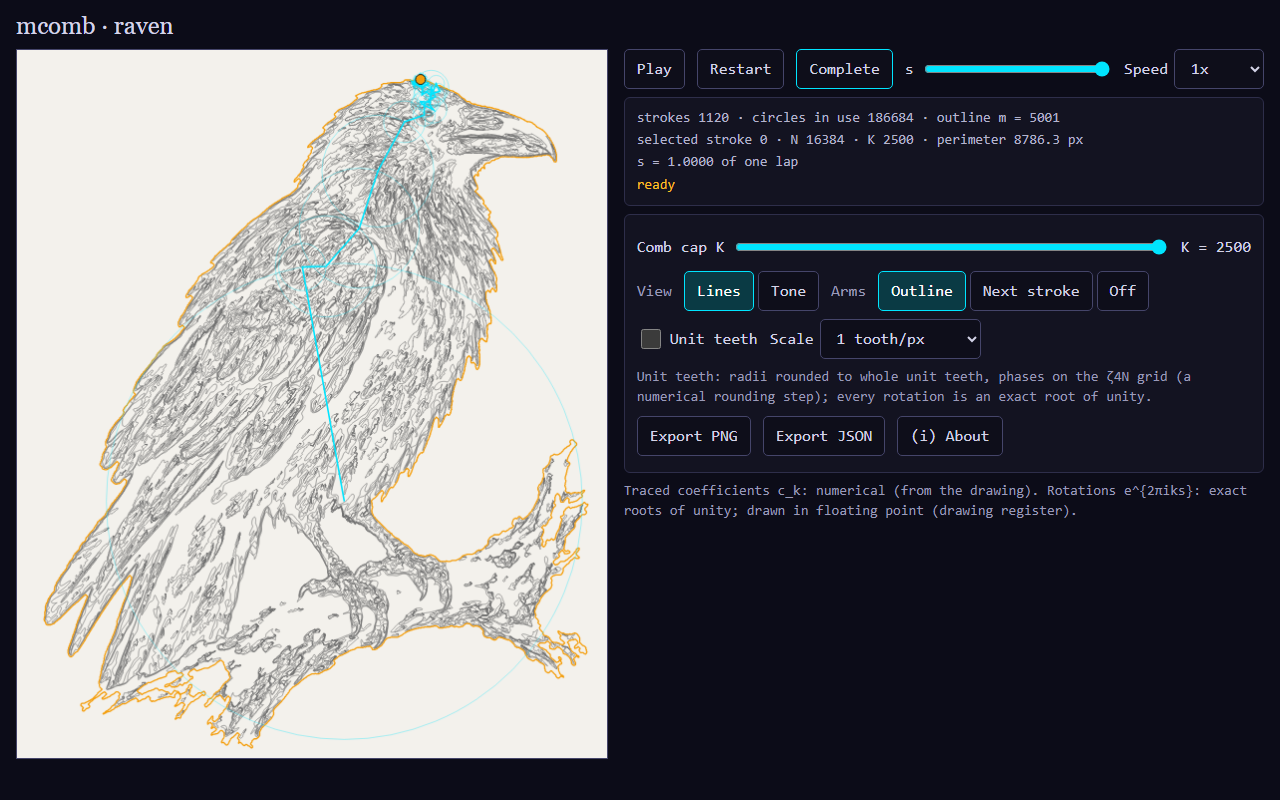 mcomb · raven
Play Restart Complete s Speed 1x
strokes 1120 · circles in use 186684 · outline m = 5001
selected stroke 0 · N 16384 · K 2500 · perimeter 8786.3 px
s = 1.0000 of one lap
ready
Comb cap K K = 2500
View Lines Tone Arms Outline Next stroke Off
Unit teeth Scale 1 tooth/px
Unit teeth: radii rounded to whole unit teeth, phases on the ζ4N grid (a
numerical rounding step); every rotation is an exact root of unity.
Export PNG Export JSON (i) About
Traced coefficients c_k: numerical (from the drawing). Rotations e^{2πiks}: exact
roots of unity; drawn in floating point (drawing register).